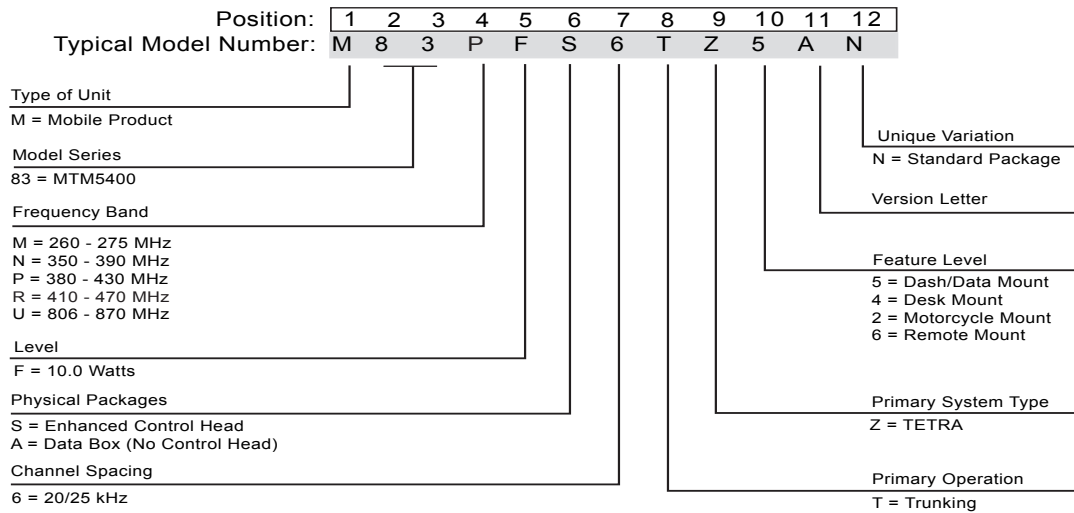 Position: 1 2 3 4 5 6 7 8 9 10 11 12
Typical Model Number: M 8 3 P F S 6 T Z 5 A N
Type of Unit
M = Mobile Product
Model Series
83 = MTM5400
Frequency Band
M = 260 - 275 MHz
N = 350 - 390 MHz
P = 380 - 430 MHz
R = 410 - 470 MHz
U = 806 - 870 MHz
Level
F = 10.0 Watts
Physical Packages
S = Enhanced Control Head
A = Data Box (No Control Head)
Channel Spacing
6 = 20/25 kHz
Unique Variation
N = Standard Package
Version Letter
Feature Level
5 = Dash/Data Mount
4 = Desk Mount
2 = Motorcycle Mount
6 = Remote Mount
Primary System Type
Z = TETRA
Primary Operation
T = Trunking